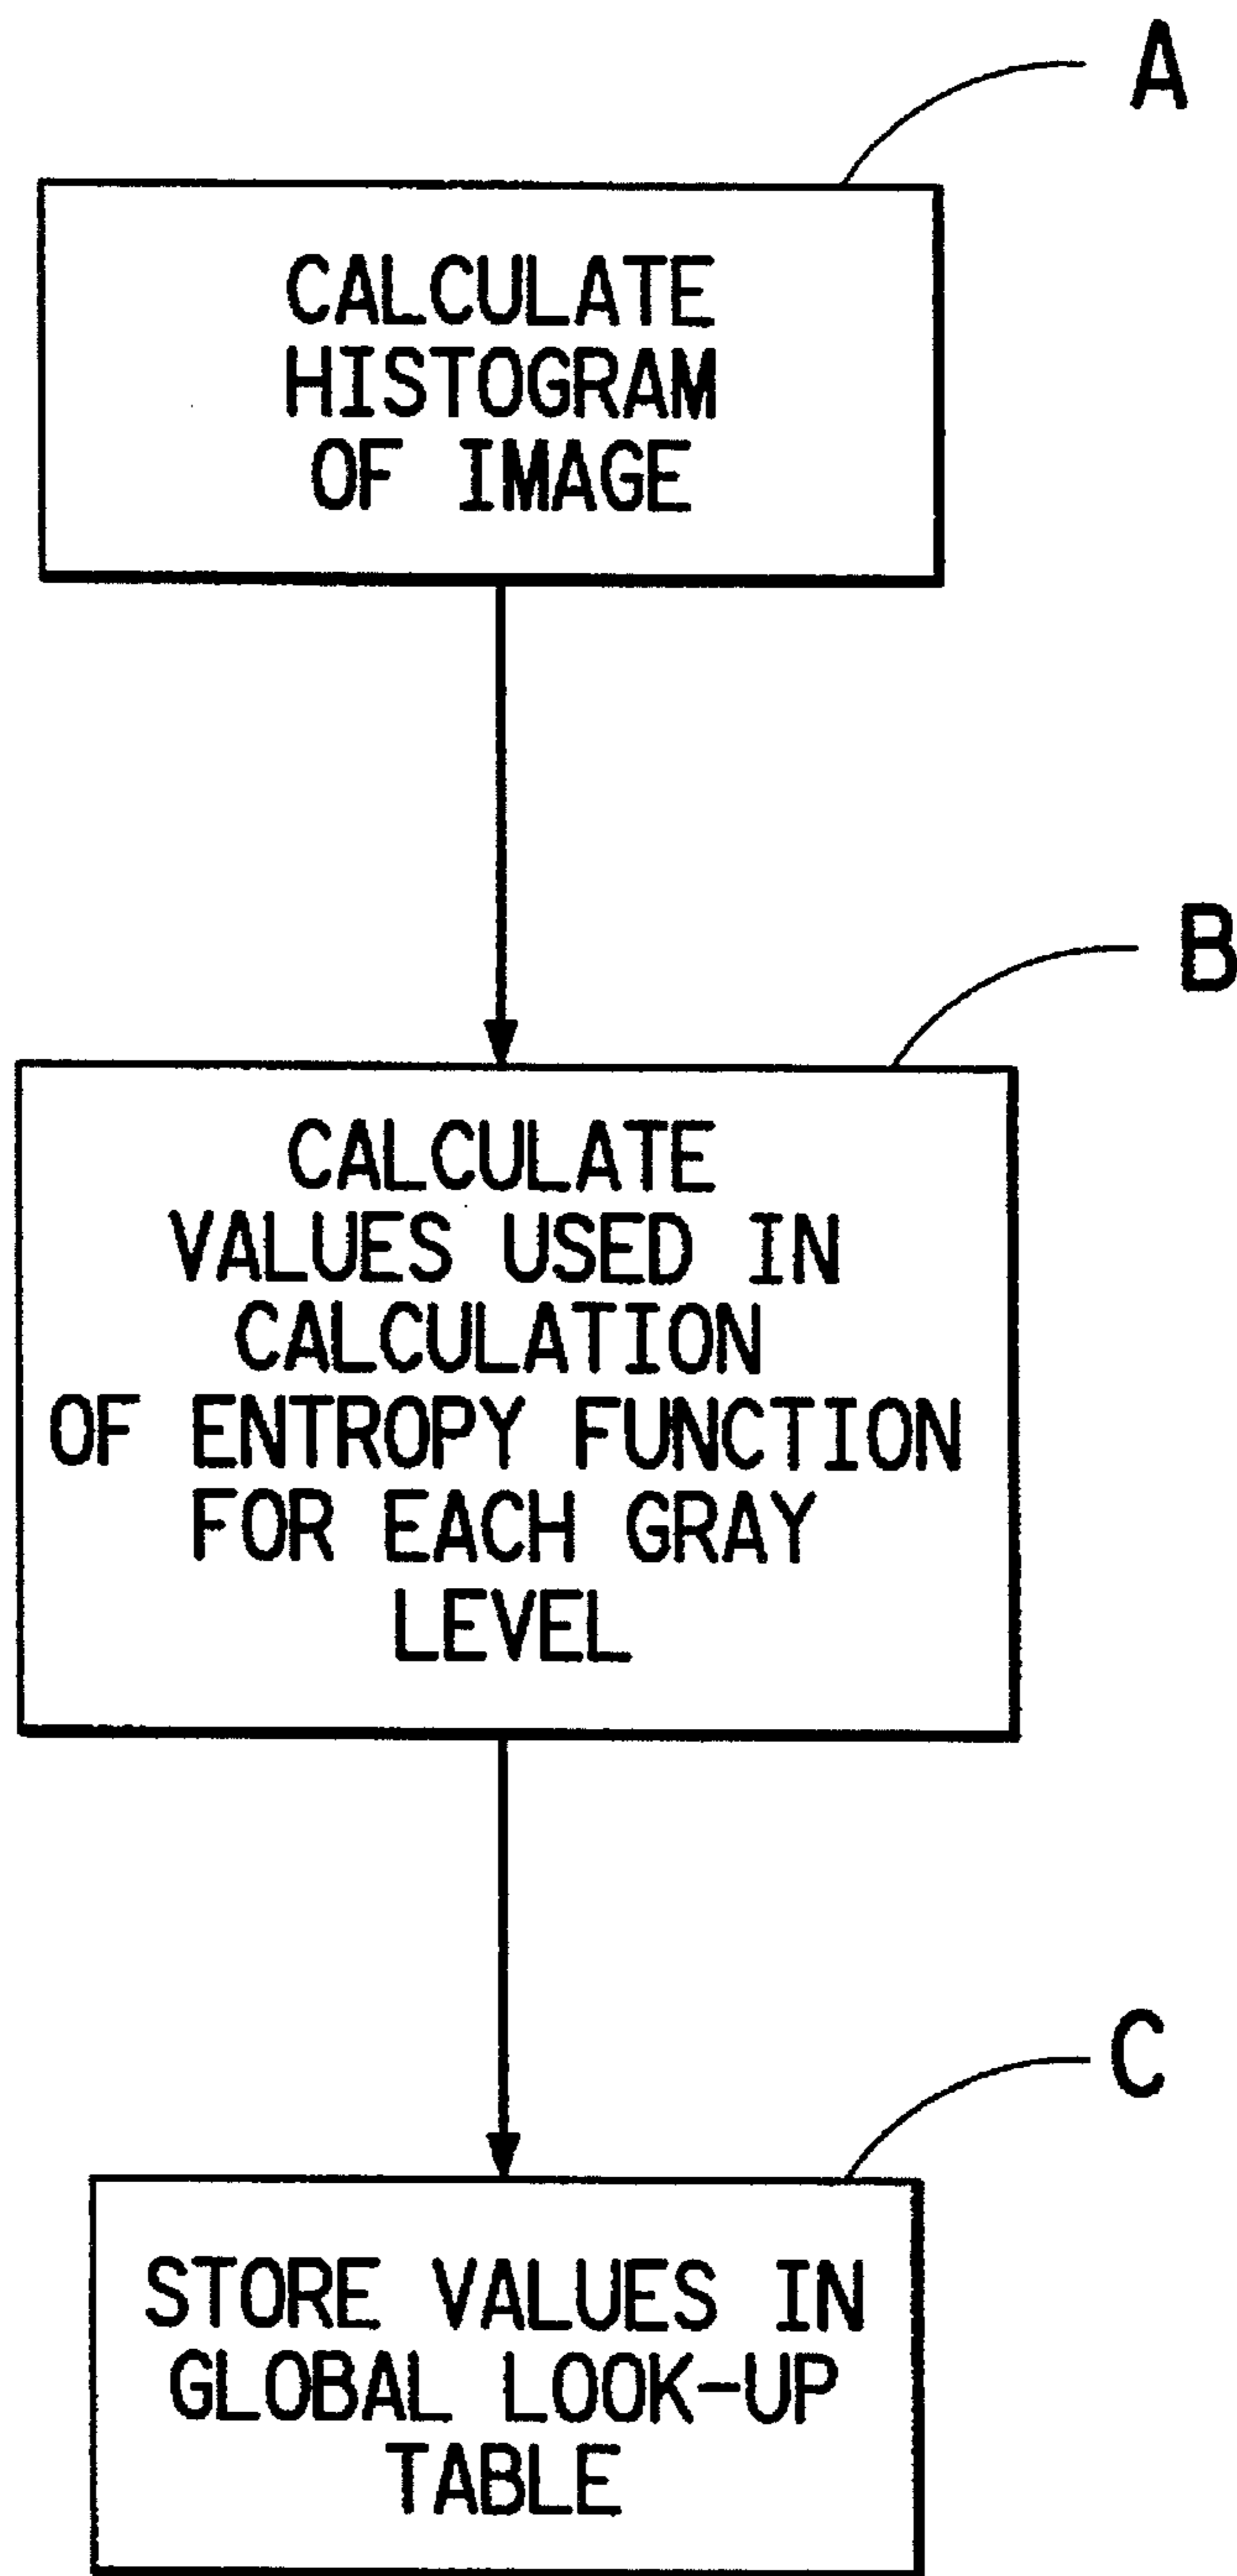 A
CALCULATE
HISTOGRAM
OF IMAGE
B
CALCULATE
VALUES USED IN
CALCULATION
OF ENTROPY FUNCTION
FOR EACH GRAY
LEVEL
C
STORE VALUES IN
GLOBAL LOOK-UP
TABLE